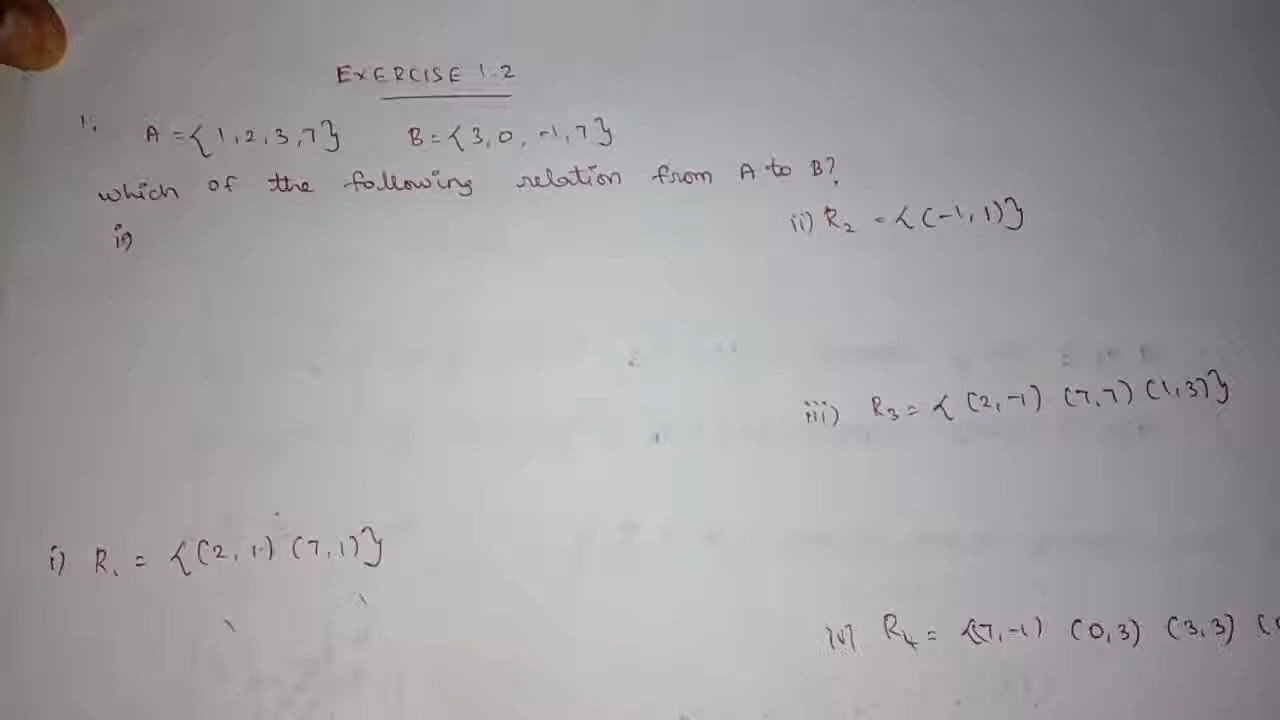 EXERCISE 1.2
1. A = {1, 2, 3, 7} B = {3, 0, -1, 7}
which of the following relation from A to B?
i)
ii) R₂ = {(-1, 1)}
iii) R₃ = {(2, -1) (7, 7) (1, 3)}
i) R₁ = {(2, 1) (7, 1)}
iv) R₄ = {(7, -1) (0, 3) (3, 3) (